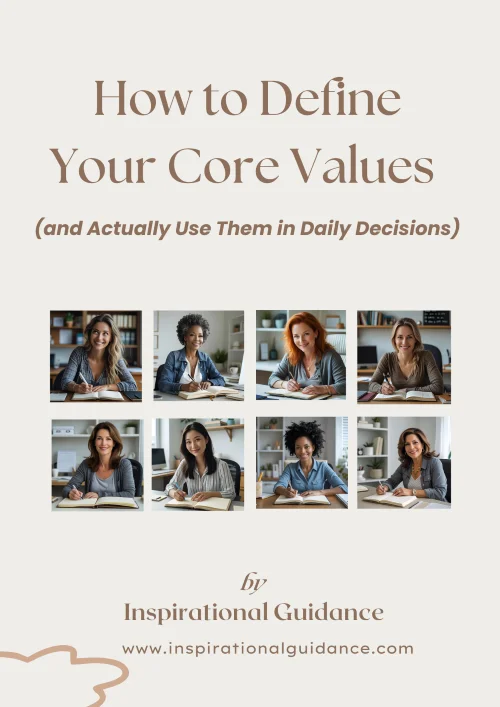 How to Define
Your Core Values
(and Actually Use Them in Daily Decisions)
by
Inspirational Guidance
www.inspirationalguidance.com